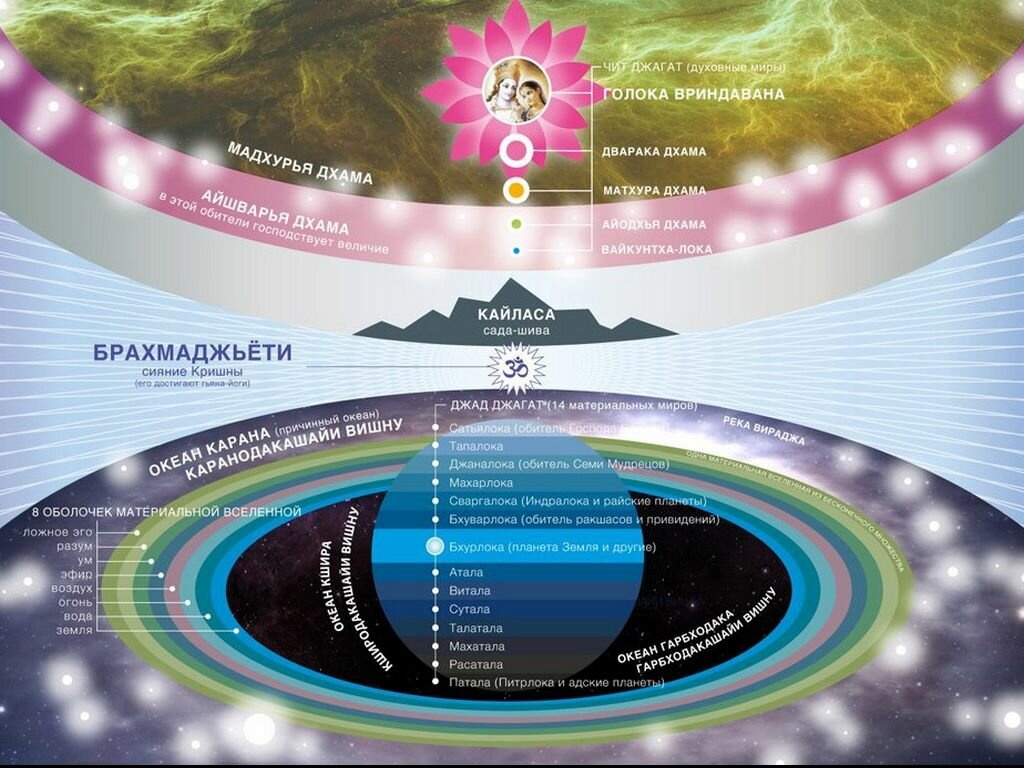 ЧИТ ДЖАГАТ (духовные миры)
ГОЛОКА ВРИНДАВАНА
МАДХУРЬЯ ДХАМА
ДВАРАКА ДХАМА
МАТХУРА ДХАМА
АЙШВАРЬЯ ДХАМА
в этой обители господствует величие
АЙОДХЬЯ ДХАМА
ВАЙКУНТХА-ЛОКА
КАЙЛАСА
сада-шива
БРАХМАДЖЬЁТИ
сияние Кришны
(его достигают гьяна-йоги)
ॐ
ДЖАД ДЖАГАТ*(14 материальных миров)
ОКЕАН КАРАНА (причинный океан)
КАРАНОДАКАШАЙИ ВИШНУ
РЕКА ВИРАДЖА
ОДНА МАТЕРИАЛЬНАЯ ВСЕЛЕННАЯ ИЗ БЕСКОНЕЧНОГО МНОЖЕСТВА
Сатьялока (обитель Господа
Тапалока
Джаналока (обитель Семи Мудрецов)
Махарлока
Сваргалока (Индралока и райские планеты)
Бхуварлока (обитель ракшасов и привидений)
Бхурлока (планета Земля и другие)
Атала
Витала
Сутала
Талатала
Махатала
Расатала
Патала (Питрлока и адские планеты)
8 ОБОЛОЧЕК МАТЕРИАЛЬНОЙ ВСЕЛЕННОЙ
ложное эго
разум
ум
эфир
воздух
огонь
вода
земля
ОКЕАН КШИРА
КШИРОДАКАШАЙИ ВИШНУ
ОКЕАН ГАРБХОДАКА
ГАРБХОДАКАШАЙИ ВИШНУ